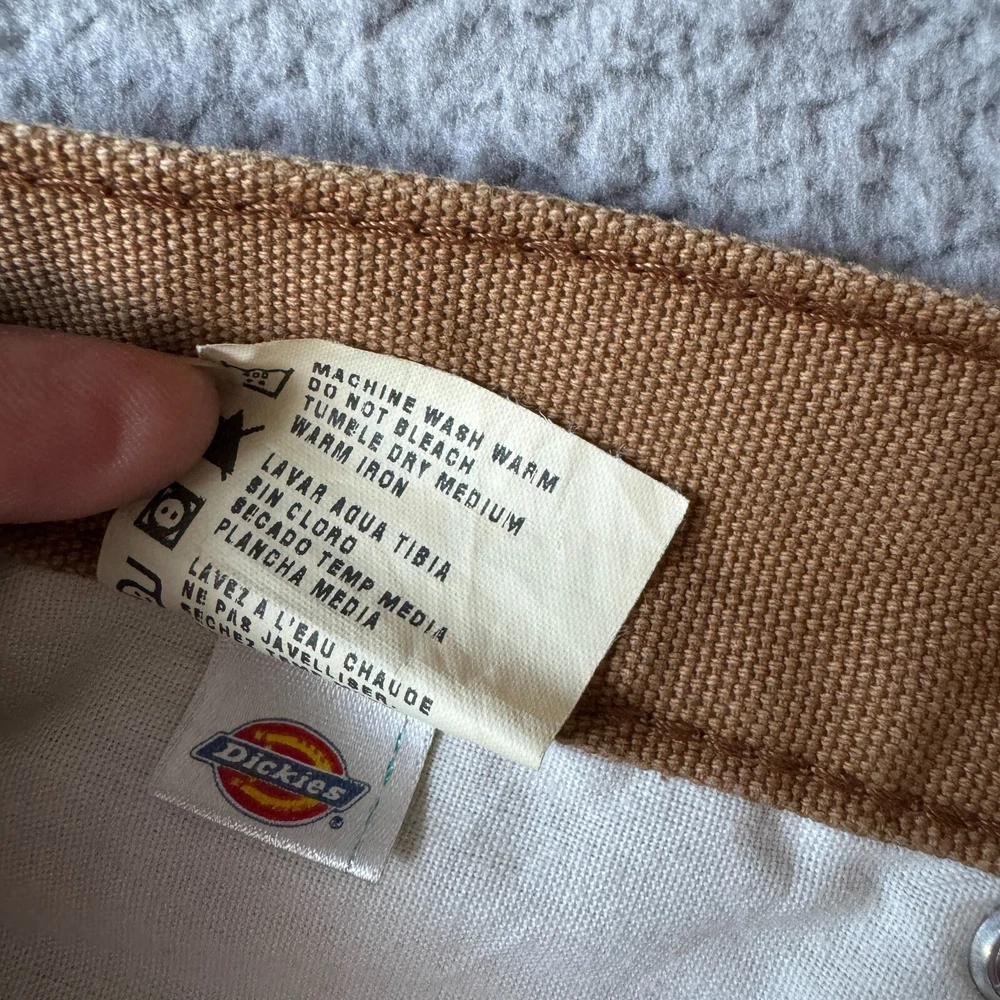 MACHINE WASH WARM
DO NOT BLEACH
TUMBLE DRY MEDIUM
WARM IRON
LAVAR AQUA TIBIA
SIN CLORO
SECADO TEMP MEDIA
PLANCHA MEDIA
LAVEZ A L'EAU CHAUDE
NE PAS JAVELLISER.
SECHEZ
Dickies®